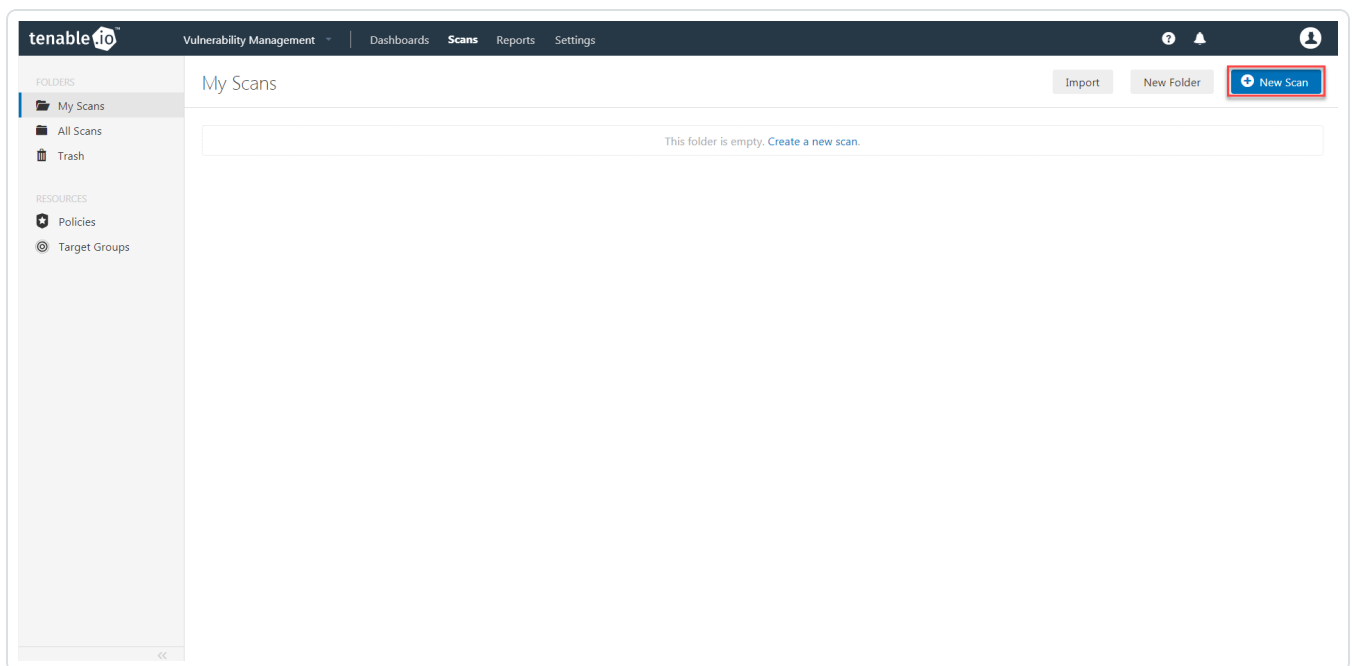 tenable.io™ Vulnerability Management Dashboards Scans Reports Settings
FOLDERS
My Scans
All Scans
Trash
RESOURCES
Policies
Target Groups
My Scans Import New Folder New Scan
This folder is empty. Create a new scan.